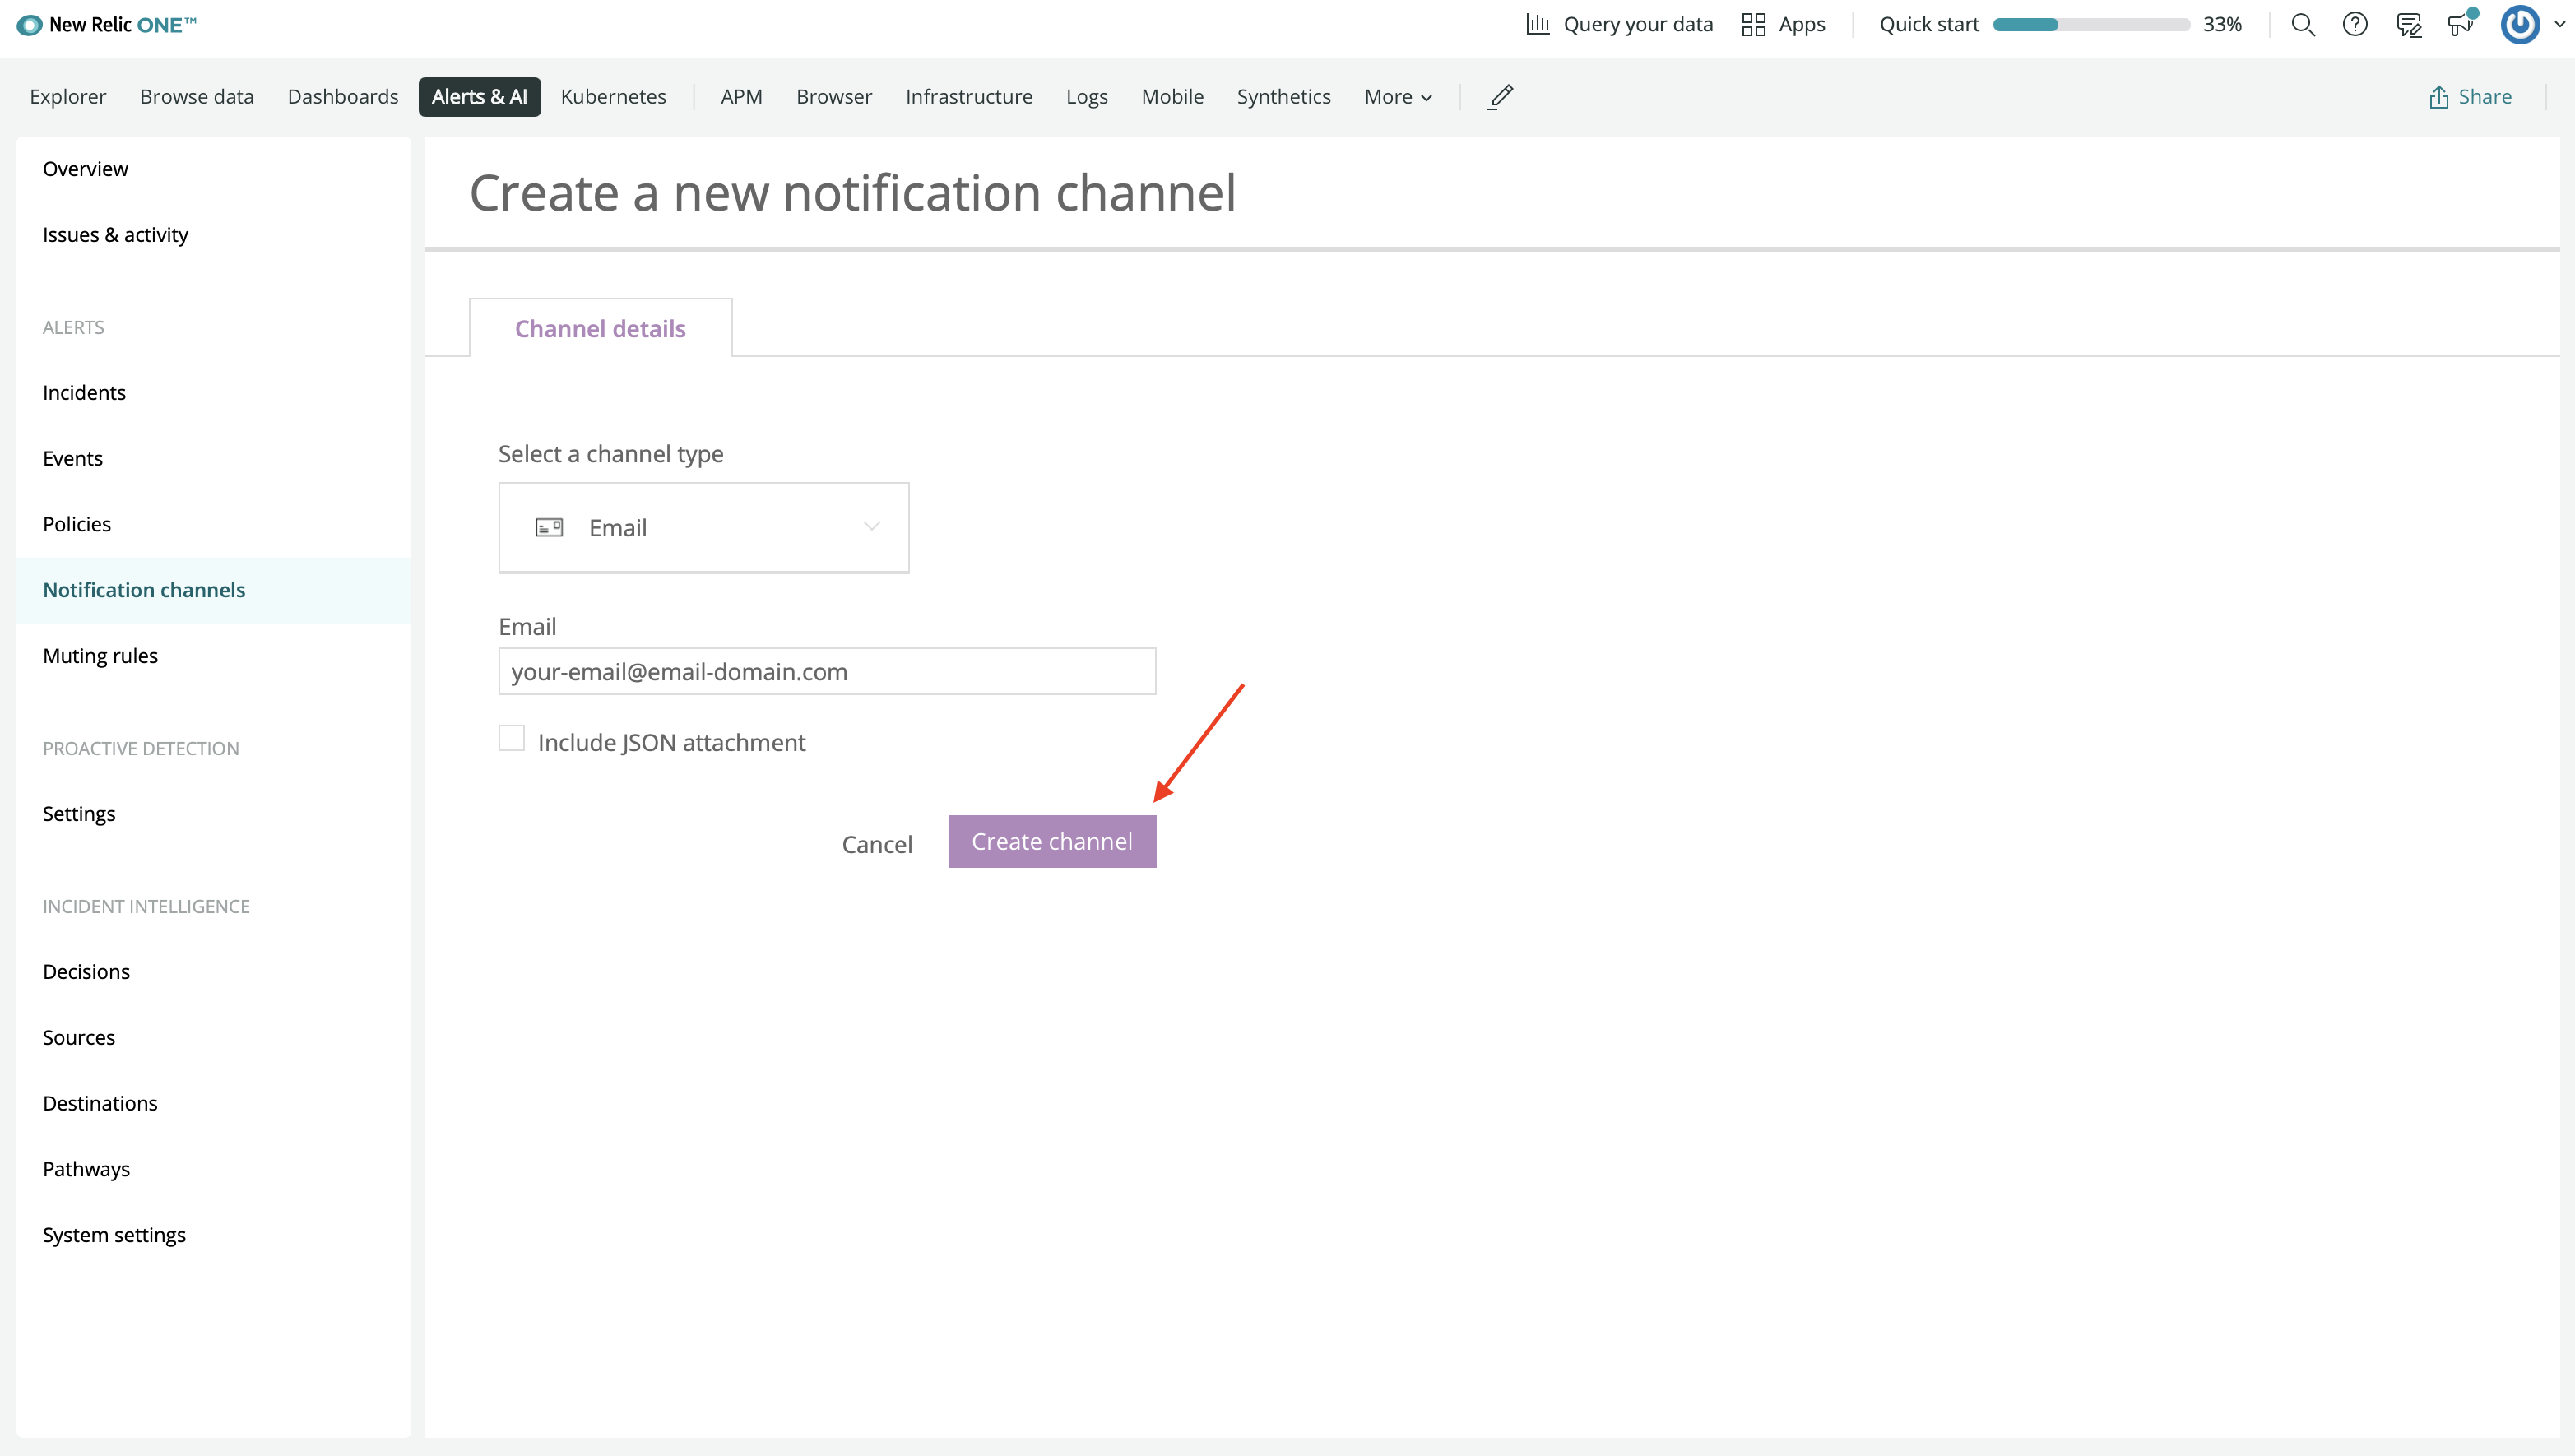 New Relic ONE™
Query your data
Apps
Quick start
33%
Explorer
Browse data
Dashboards
Alerts & AI
Kubernetes
APM
Browser
Infrastructure
Logs
Mobile
Synthetics
More
Share
Overview
Issues & activity
ALERTS
Incidents
Events
Policies
Notification channels
Muting rules
PROACTIVE DETECTION
Settings
INCIDENT INTELLIGENCE
Decisions
Sources
Destinations
Pathways
System settings
Create a new notification channel
Channel details
Select a channel type
Email
Email
your-email@email-domain.com
Include JSON attachment
Cancel
Create channel